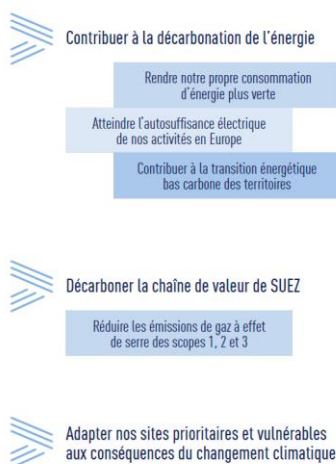 Contribuer à la décarbonation de l'énergie
Rendre notre propre consommation
d'énergie plus verte
Atteindre l'autosuffisance électrique
de nos activités en Europe
Contribuer à la transition énergétique
bas carbone des territoires
Décarboner la chaîne de valeur de SUEZ
Réduire les émissions de gaz à effet
de serre des scopes 1, 2 et 3
Adapter nos sites prioritaires et vulnérables
aux conséquences du changement climatique